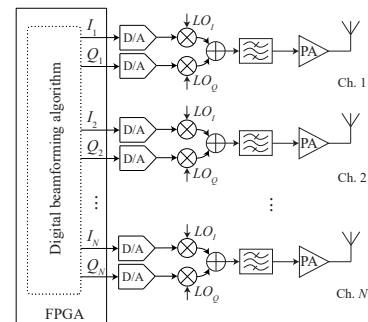 I1 D/A LOI
Q1 D/A LOQ PA Ch. 1
I2 D/A LOI
Q2 D/A LOQ PA Ch. 2
Digital beamforming algorithm
... ... ...
IN D/A LOI
QN D/A LOQ PA Ch. N
FPGA